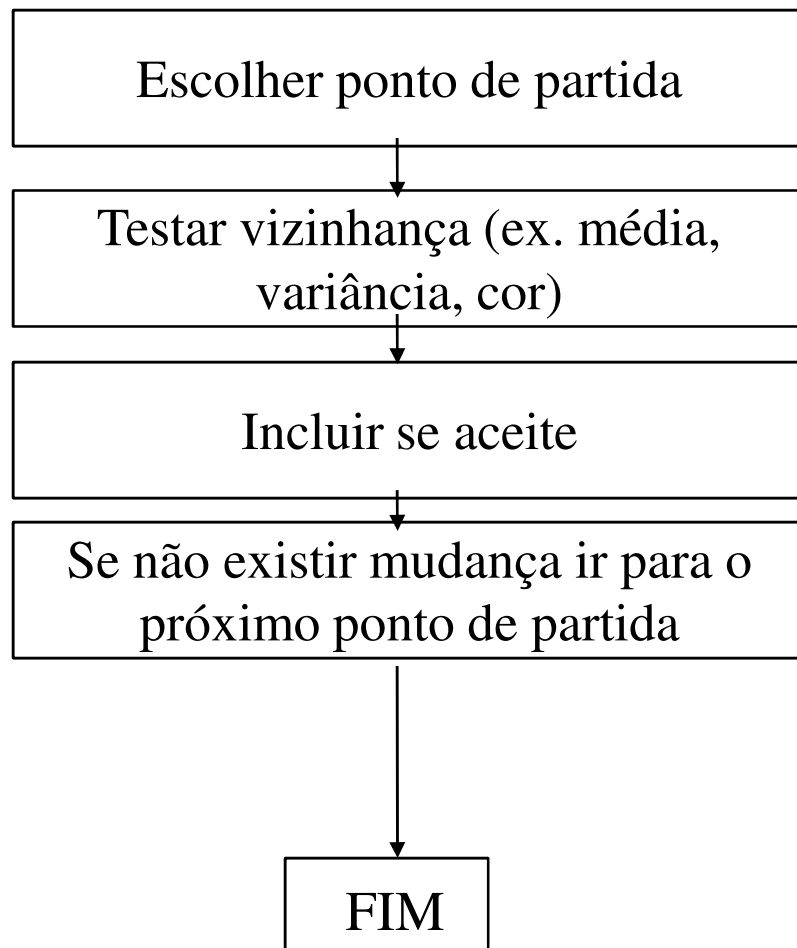 Escolher ponto de partida
Testar vizinhança (ex. média,
variância, cor)
Incluir se aceite
Se não existir mudança ir para o
próximo ponto de partida
FIM